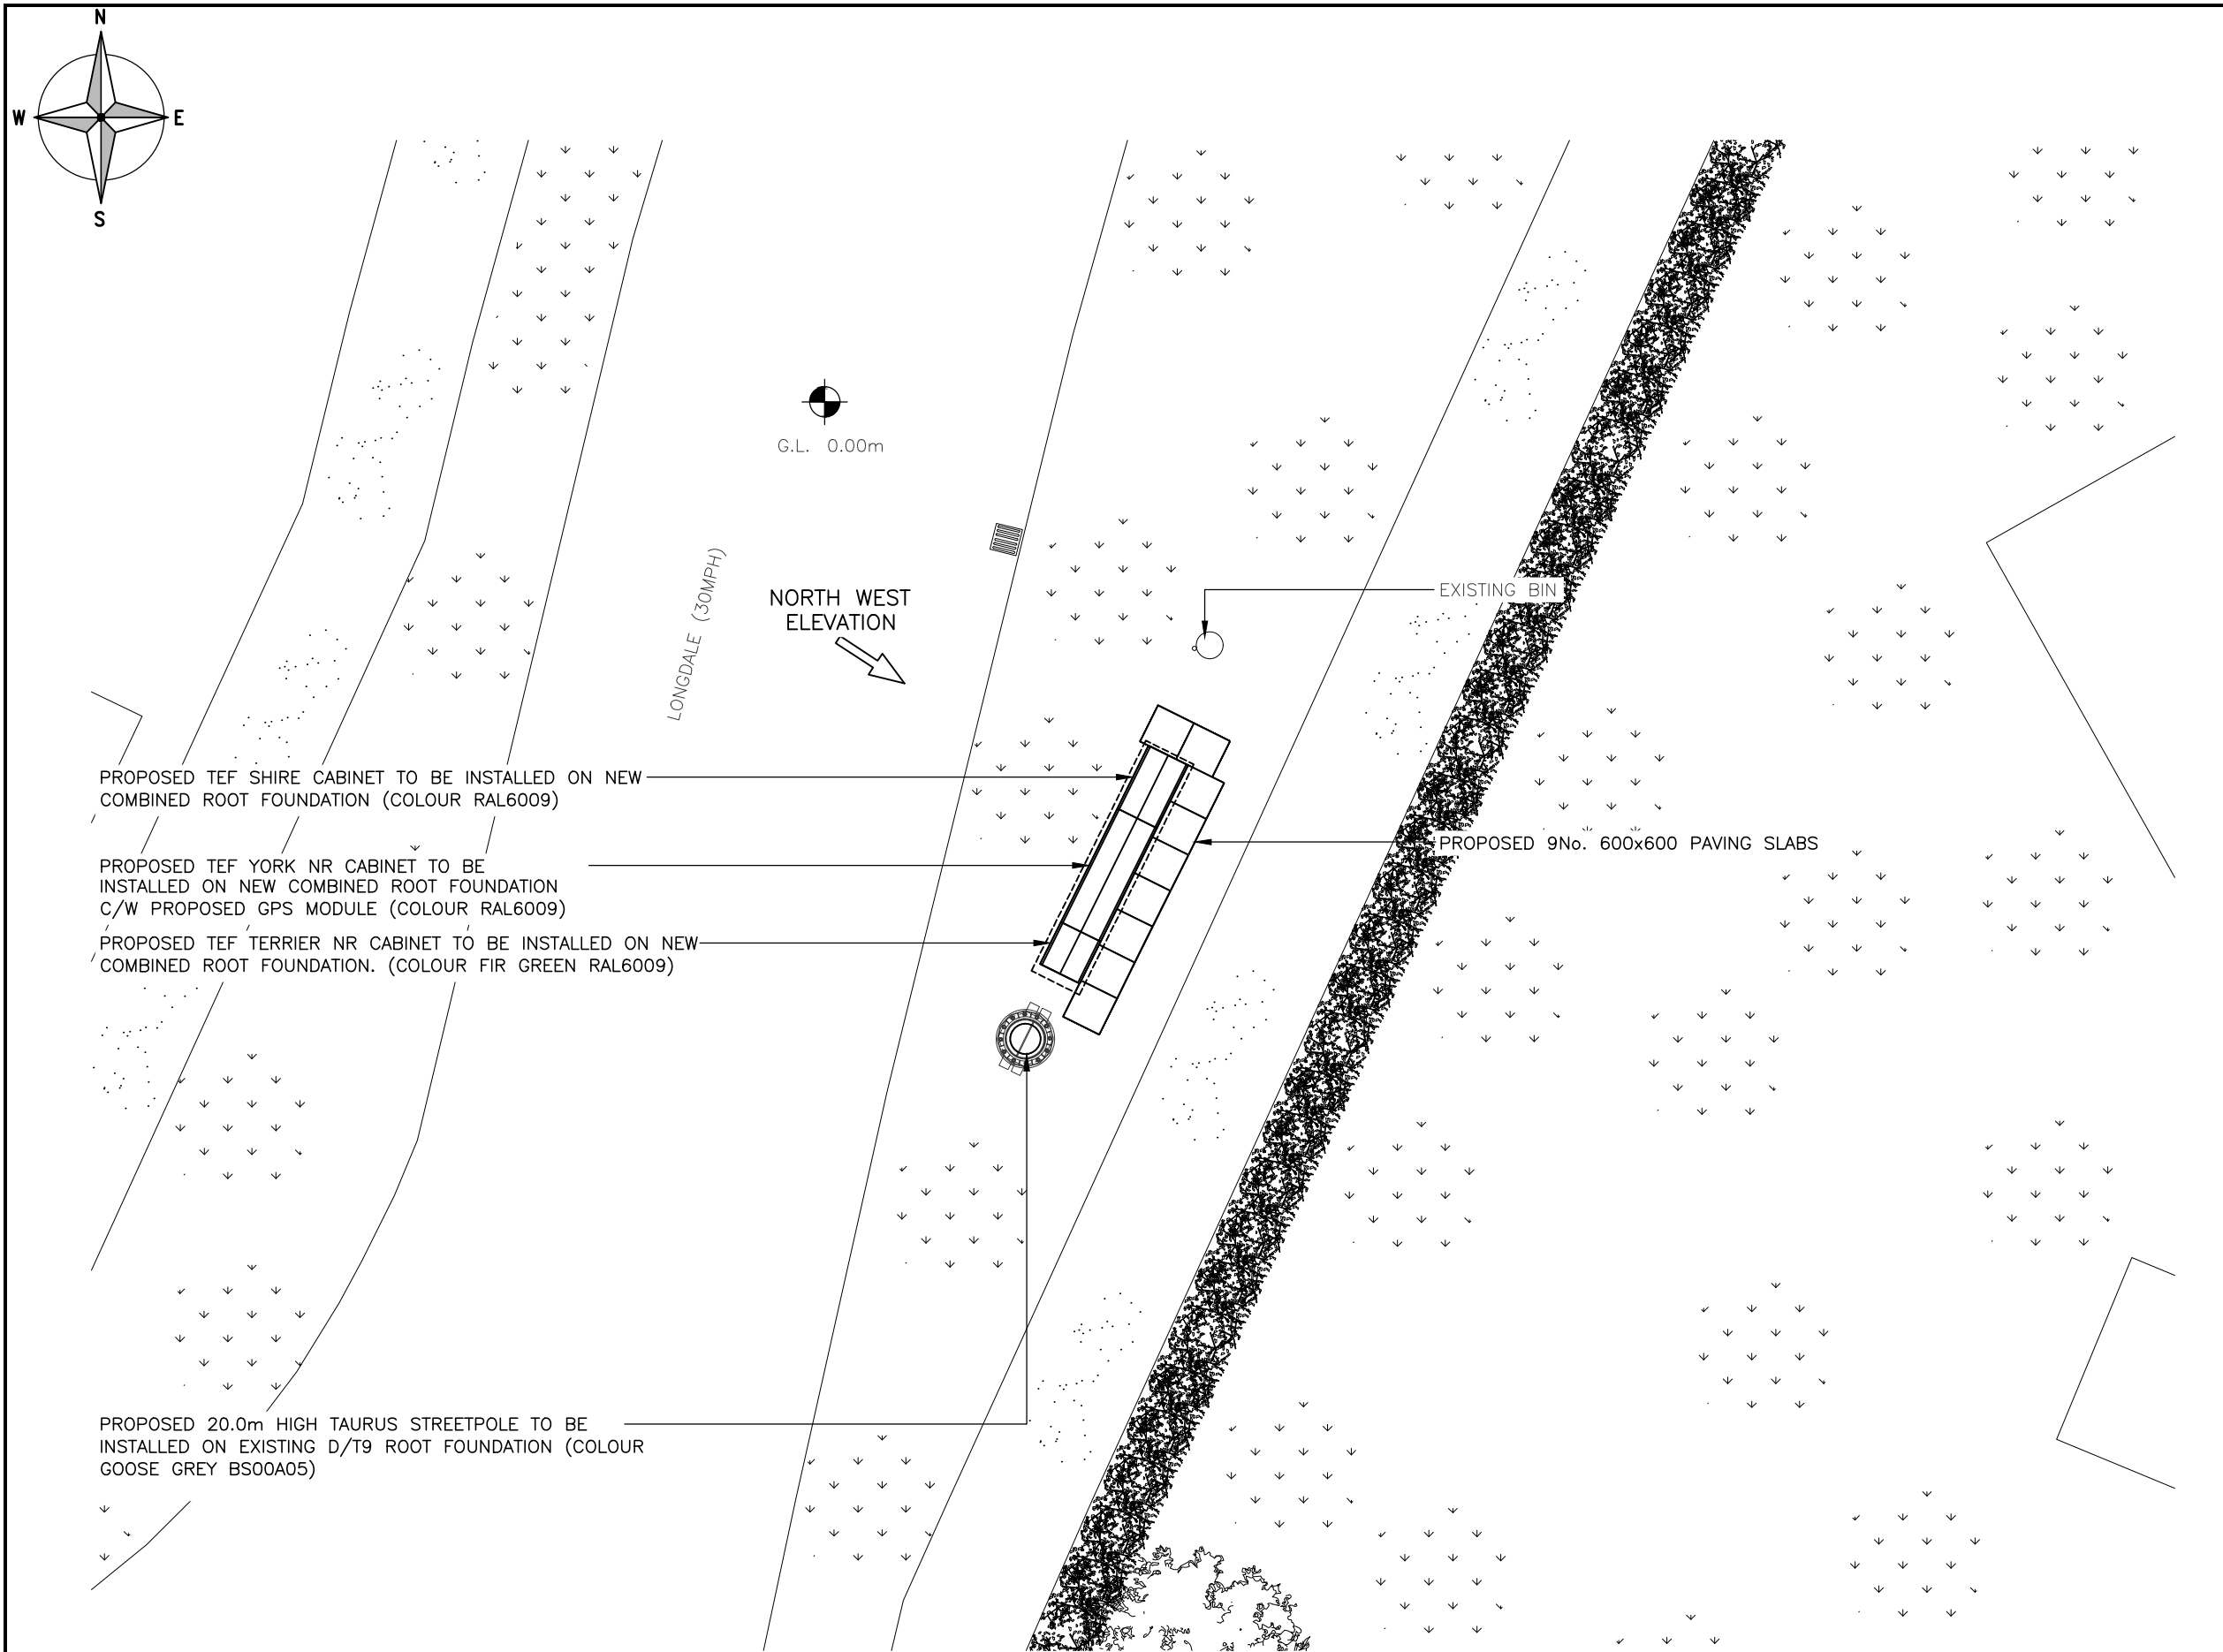 N
W
E
S
G.L. 0.00m
LONGDALE (30MPH)
NORTH WEST
ELEVATION
EXISTING BIN
PROPOSED TEF SHIRE CABINET TO BE INSTALLED ON NEW
COMBINED ROOT FOUNDATION (COLOUR RAL6009)
PROPOSED 9No. 600x600 PAVING SLABS
PROPOSED TEF YORK NR CABINET TO BE
INSTALLED ON NEW COMBINED ROOT FOUNDATION
C/W PROPOSED GPS MODULE (COLOUR RAL6009)
PROPOSED TEF TERRIER NR CABINET TO BE INSTALLED ON NEW
COMBINED ROOT FOUNDATION. (COLOUR FIR GREEN RAL6009)
PROPOSED 20.0m HIGH TAURUS STREETPOLE TO BE
INSTALLED ON EXISTING D/T9 ROOT FOUNDATION (COLOUR
GOOSE GREY BS00A05)